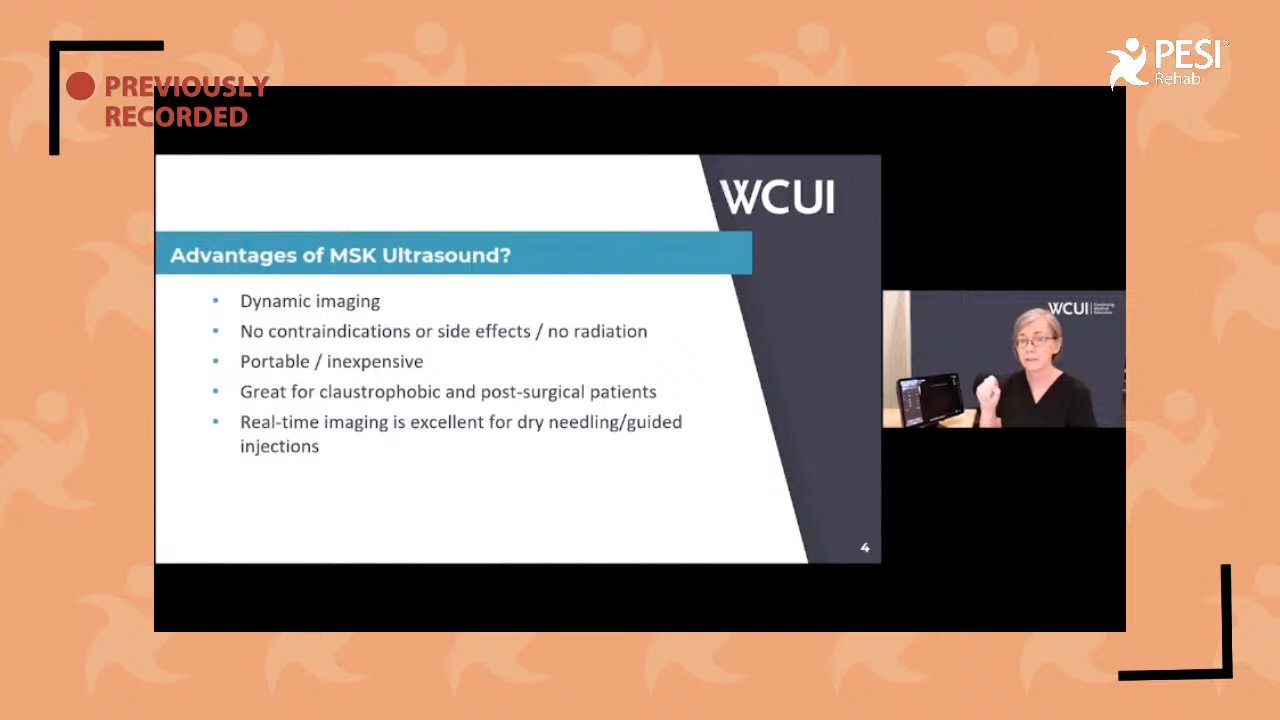 PREVIOUSLY
RECORDED
PESI
Rehab
WCUI
Advantages of MSK Ultrasound?
• Dynamic imaging
• No contraindications or side effects / no radiation
• Portable / inexpensive
• Great for claustrophobic and post-surgical patients
• Real-time imaging is excellent for dry needling/guided
injections
4
WCUI